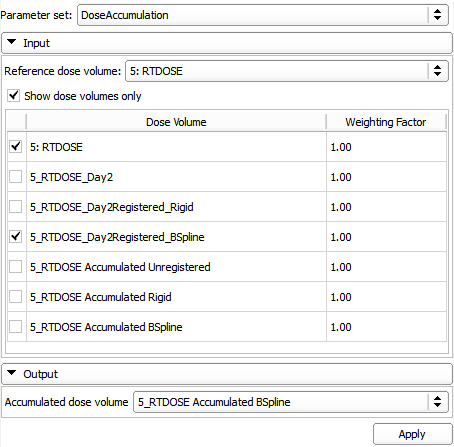 Parameter set: DoseAccumulation
Input
Reference dose volume: 5: RTDOSE
Show dose volumes only
Dose Volume Weighting Factor
5: RTDOSE 1.00
5_RTDOSE_Day2 1.00
5_RTDOSE_Day2Registered_Rigid 1.00
5_RTDOSE_Day2Registered_BSpline 1.00
5_RTDOSE Accumulated Unregistered 1.00
5_RTDOSE Accumulated Rigid 1.00
5_RTDOSE Accumulated BSpline 1.00
Output
Accumulated dose volume 5_RTDOSE Accumulated BSpline
Apply